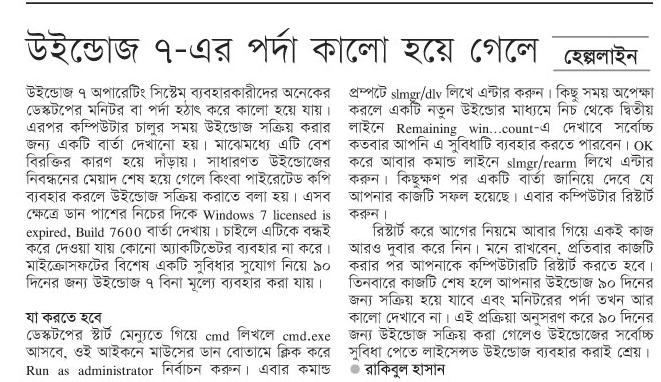 উইন্ডোজ ৭-এর পর্দা কালো হয়ে গেলে
হেল্পলাইন
উইন্ডোজ ৭ অপারেটিং সিস্টেম ব্যবহারকারীদের অনেকের
ডেস্কটপের মনিটর বা পর্দা হঠাৎ করে কালো হয়ে যায়।
এরপর কম্পিউটার চালুর সময় উইন্ডোজ সক্রিয় করার
জন্য একটি বার্তা দেখানো হয়। মাঝেমধ্যে এটি বেশ
বিরক্তির কারণ হয়ে দাঁড়ায়। সাধারণত উইন্ডোজের
নিবন্ধনের মেয়াদ শেষ হয়ে গেলে কিংবা পাইরেটেড কপি
ব্যবহার করলে উইন্ডোজ সক্রিয় করাতে বলা হয়। এসব
ক্ষেত্রে ডান পাশের নিচের দিকে Windows 7 licensed is
expired, Build 7600 বার্তা দেখায়। চাইলে এটিকে বন্ধই
করে দেওয়া যায় কোনো অ্যাকটিভেটর ব্যবহার না করে।
মাইক্রোসফটের বিশেষ একটি সুবিধার সুযোগ নিয়ে ৯০
দিনের জন্য উইন্ডোজ ৭ বিনা মূল্যে ব্যবহার করা যায়।
যা করতে হবে
ডেস্কটপের স্টার্ট মেন্যুতে গিয়ে cmd লিখলে cmd.exe
আসবে, ওই আইকনে মাউসের ডান বোতামে ক্লিক করে
Run as administrator নির্বাচন করুন। এবার কমান্ড
প্রম্পটে slmgr/dlv লিখে এন্টার করুন। কিছু সময় অপেক্ষা
করলে একটি নতুন উইন্ডোর মাধ্যমে নিচ থেকে দ্বিতীয়
লাইনে Remaining win...count-এ দেখাবে সর্বোচ্চ
কতবার আপনি এ সুবিধাটি ব্যবহার করতে পারবেন। OK
করে আবার কমান্ড লাইনে slmgr/rearm লিখে এন্টার
করুন। কিছুক্ষণ পর একটি বার্তা জানিয়ে দেবে যে
আপনার কাজটি সফল হয়েছে। এবার কম্পিউটার রিস্টার্ট
করুন।
রিস্টার্ট করে আগের নিয়মে আবার গিয়ে একই কাজ
আরও দুবার করে নিন। মনে রাখবেন, প্রতিবার কাজটি
করার পর আপনাকে কম্পিউটারটি রিস্টার্ট করতে হবে।
তিনবারে কাজটি শেষ হলে আপনার উইন্ডোজ ৯০ দিনের
জন্য সক্রিয় হয়ে যাবে এবং মনিটরের পর্দা তখন আর
কালো দেখাবে না। এই প্রক্রিয়া অনুসরণ করে ৯০ দিনের
জন্য উইন্ডোজ সক্রিয় করা গেলেও উইন্ডোজের সর্বোচ্চ
সুবিধা পেতে লাইসেন্সড উইন্ডোজ ব্যবহার করাই শ্রেয়।
● রাকিবুল হাসান